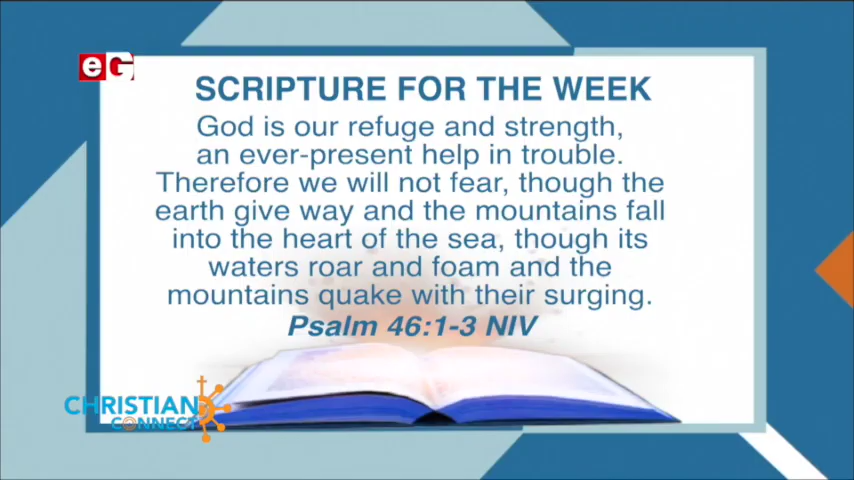 eG
SCRIPTURE FOR THE WEEK
God is our refuge and strength,
an ever-present help in trouble.
Therefore we will not fear, though the
earth give way and the mountains fall
into the heart of the sea, though its
waters roar and foam and the
mountains quake with their surging.
Psalm 46:1-3 NIV
CHRISTIAN
CONNECT